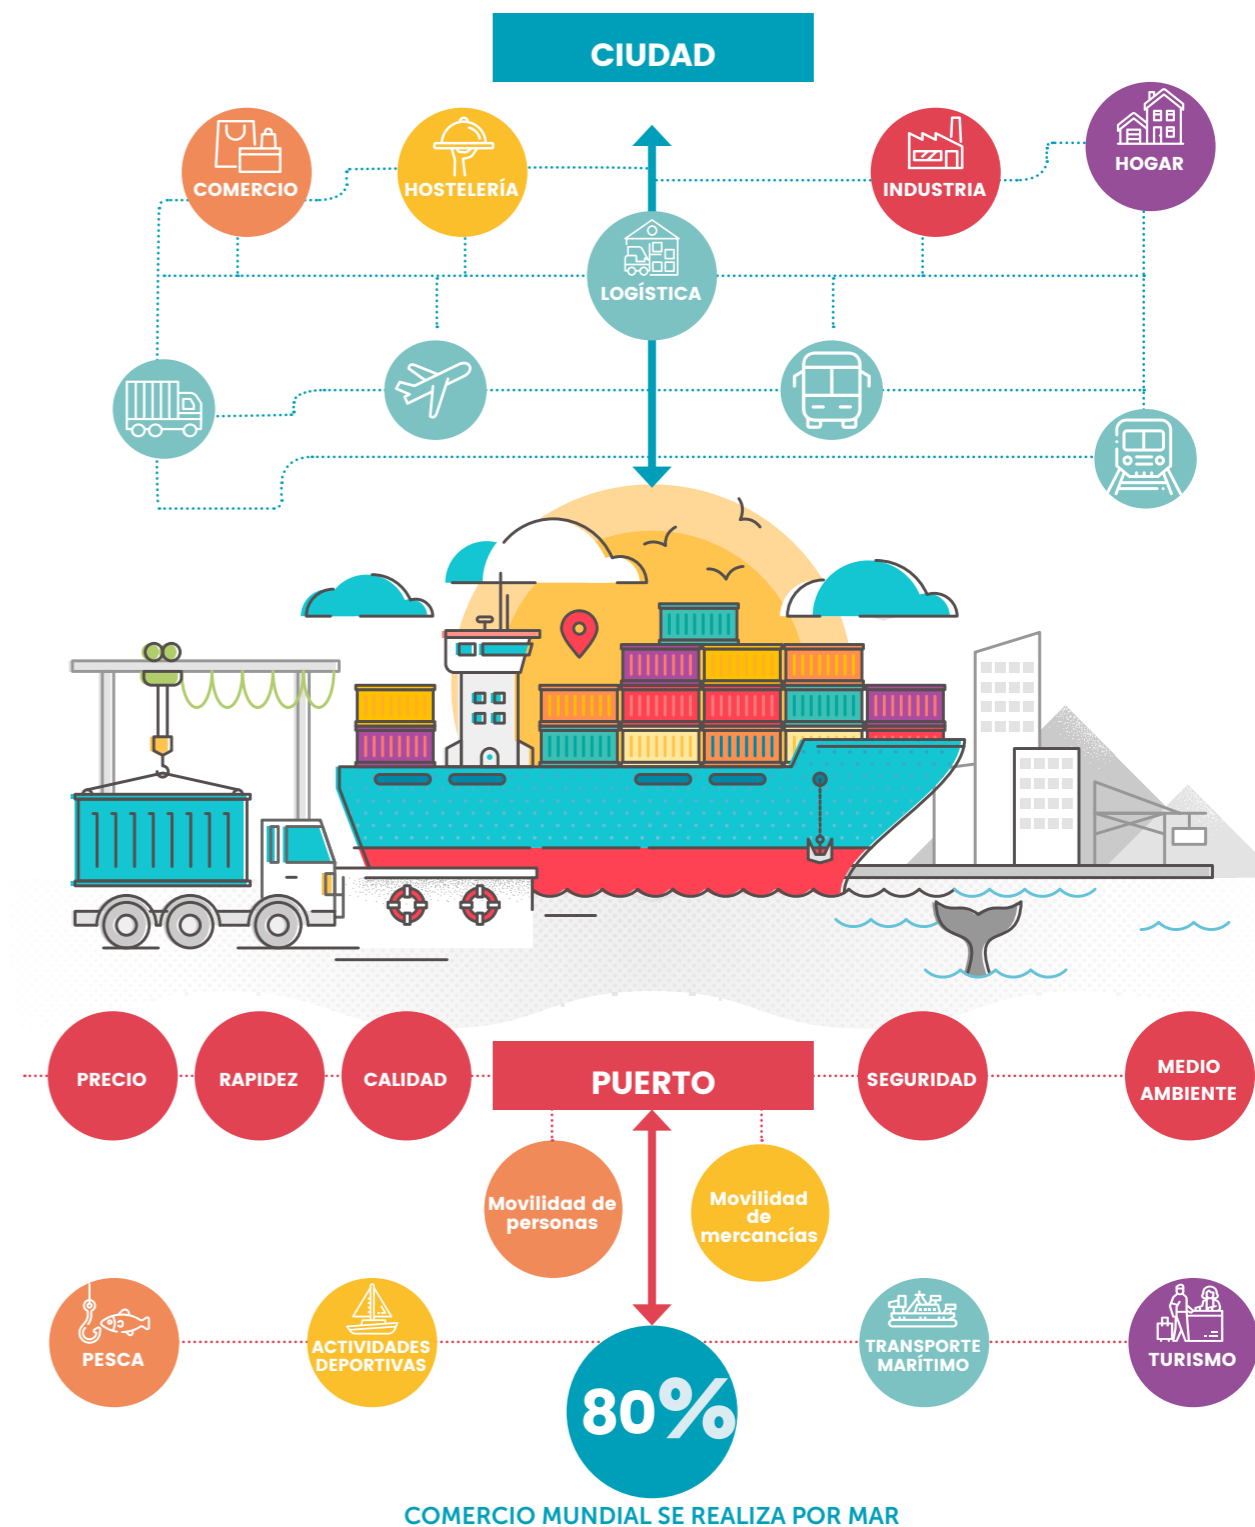 CIUDAD
COMERCIO
HOSTELERÍA
INDUSTRIA
HOGAR
LOGÍSTICA
PRECIO
RAPIDEZ
CALIDAD
PUERTO
SEGURIDAD
MEDIO
AMBIENTE
Movilidad de
personas
Movilidad
de
mercancías
PESCA
ACTIVIDADES
DEPORTIVAS
80%
TRANSPORTE
MARÍTIMO
TURISMO
COMERCIO MUNDIAL SE REALIZA POR MAR